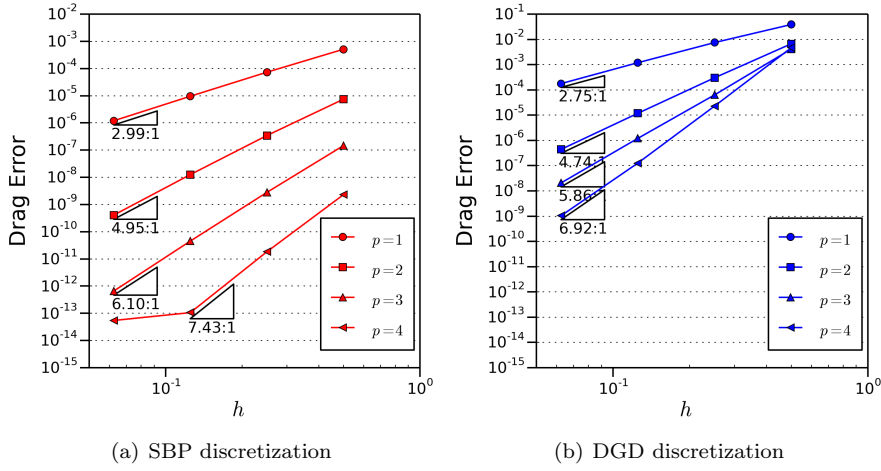 10^-2
10^-3
10^-4
10^-5
10^-6
10^-7
10^-8
10^-9
10^-10
10^-11
10^-12
10^-13
10^-14
10^-15
Drag Error
2.99:1
4.95:1
6.10:1
7.43:1
p=1
p=2
p=3
p=4
10^-1
10^0
h
(a) SBP discretization
10^-1
10^-2
10^-3
10^-4
10^-5
10^-6
10^-7
10^-8
10^-9
10^-10
10^-11
10^-12
10^-13
10^-14
10^-15
Drag Error
2.75:1
4.74:1
5.86:1
6.92:1
p=1
p=2
p=3
p=4
10^-1
10^0
h
(b) DGD discretization